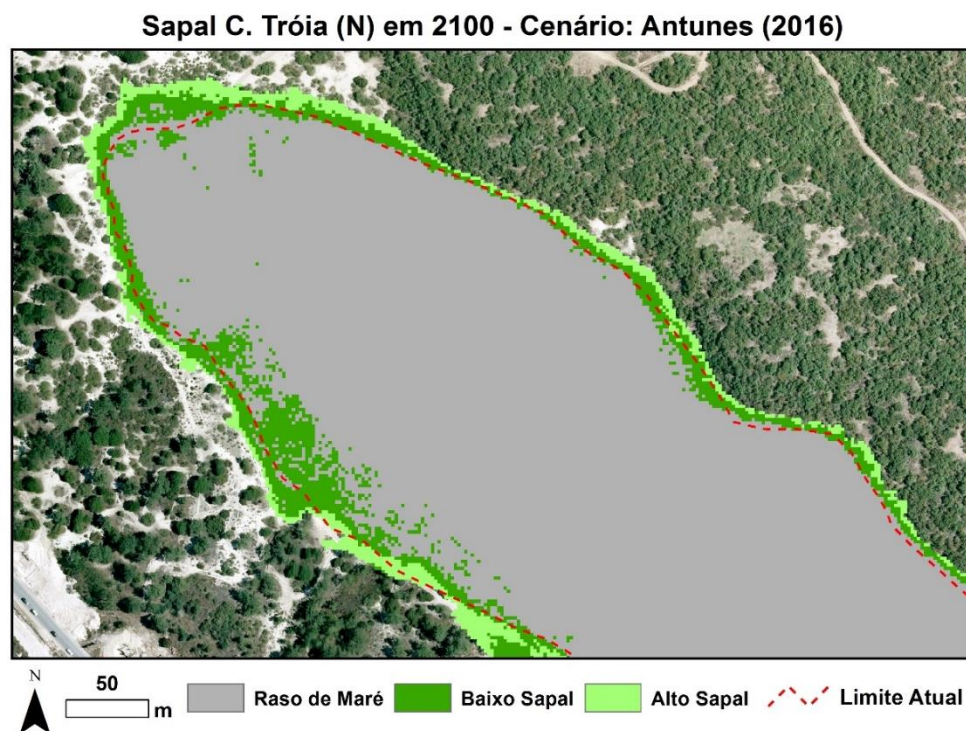 Sapal C. Tróia (N) em 2100 - Cenário: Antunes (2016)
N
50
m
Raso de Maré
Baixo Sapal
Alto Sapal
Limite Atual